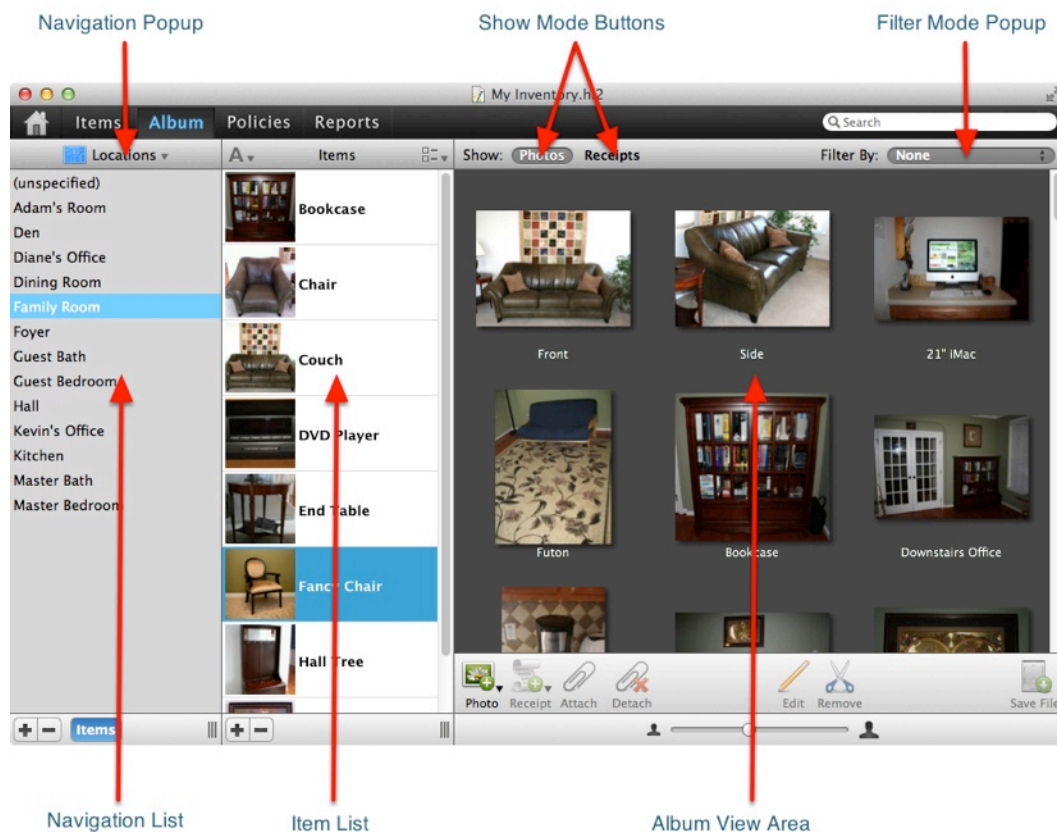 Navigation Popup
Show Mode Buttons
Filter Mode Popup
My Inventory.hi2
Items
Album
Policies
Reports
Search
Locations
A
Items
Show:
Photos
Receipts
Filter By:
None
(unspecified)
Adam's Room
Den
Diane's Office
Dining Room
Family Room
Foyer
Guest Bath
Guest Bedroom
Hall
Kevin's Office
Kitchen
Master Bath
Master Bedroom
Bookcase
Chair
Couch
DVD Player
End Table
Fancy Chair
Hall Tree
Front
Side
21" iMac
Futon
Bookcase
Downstairs Office
Photo
Receipt
Attach
Detach
Edit
Remove
Save File
Items
Navigation List
Item List
Album View Area